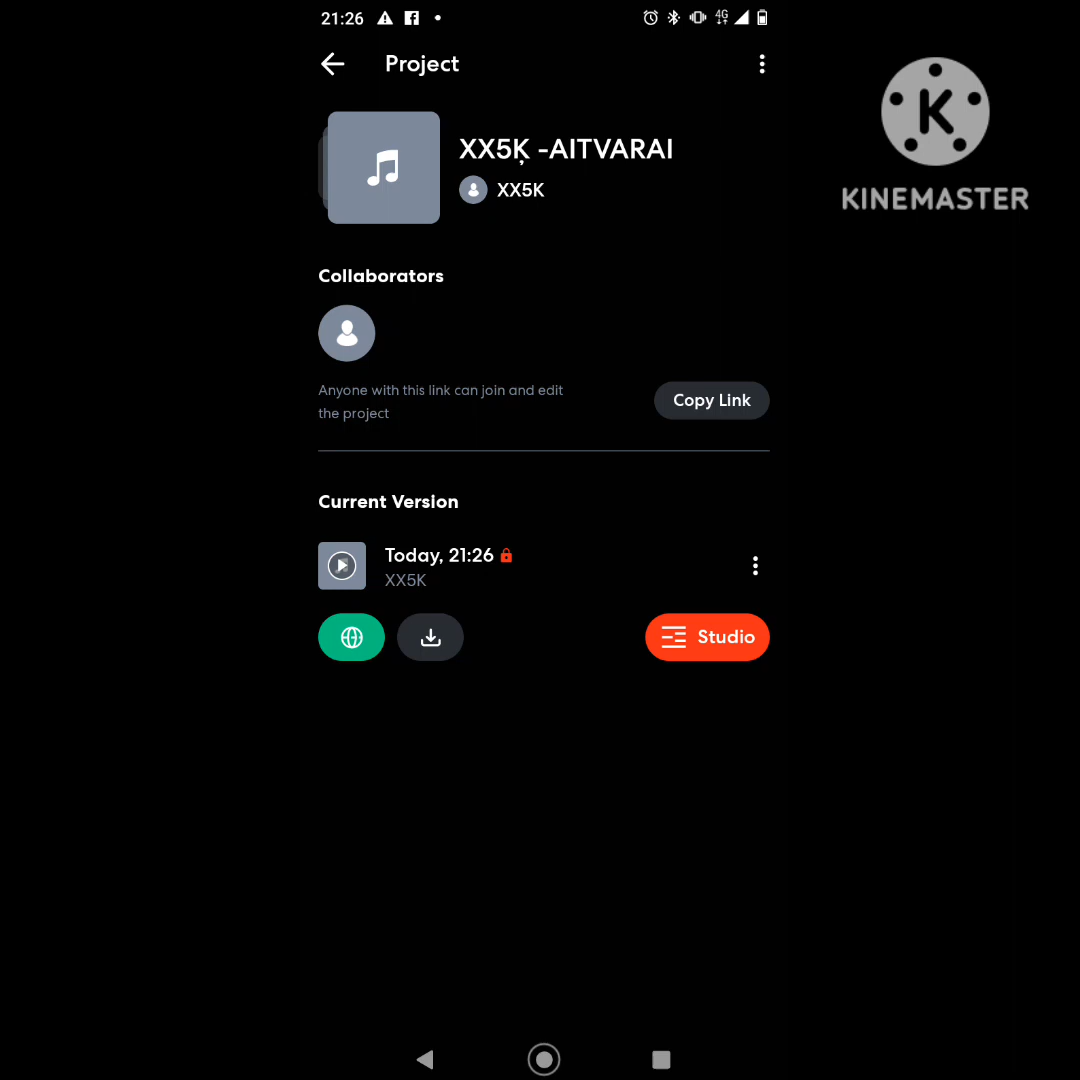 21:26
4G
Project
K
KINEMASTER
XX5Ķ -AITVARAI
XX5K
Collaborators
Anyone with this link can join and edit
the project
Copy Link
Current Version
Today, 21:26
XX5K
Studio